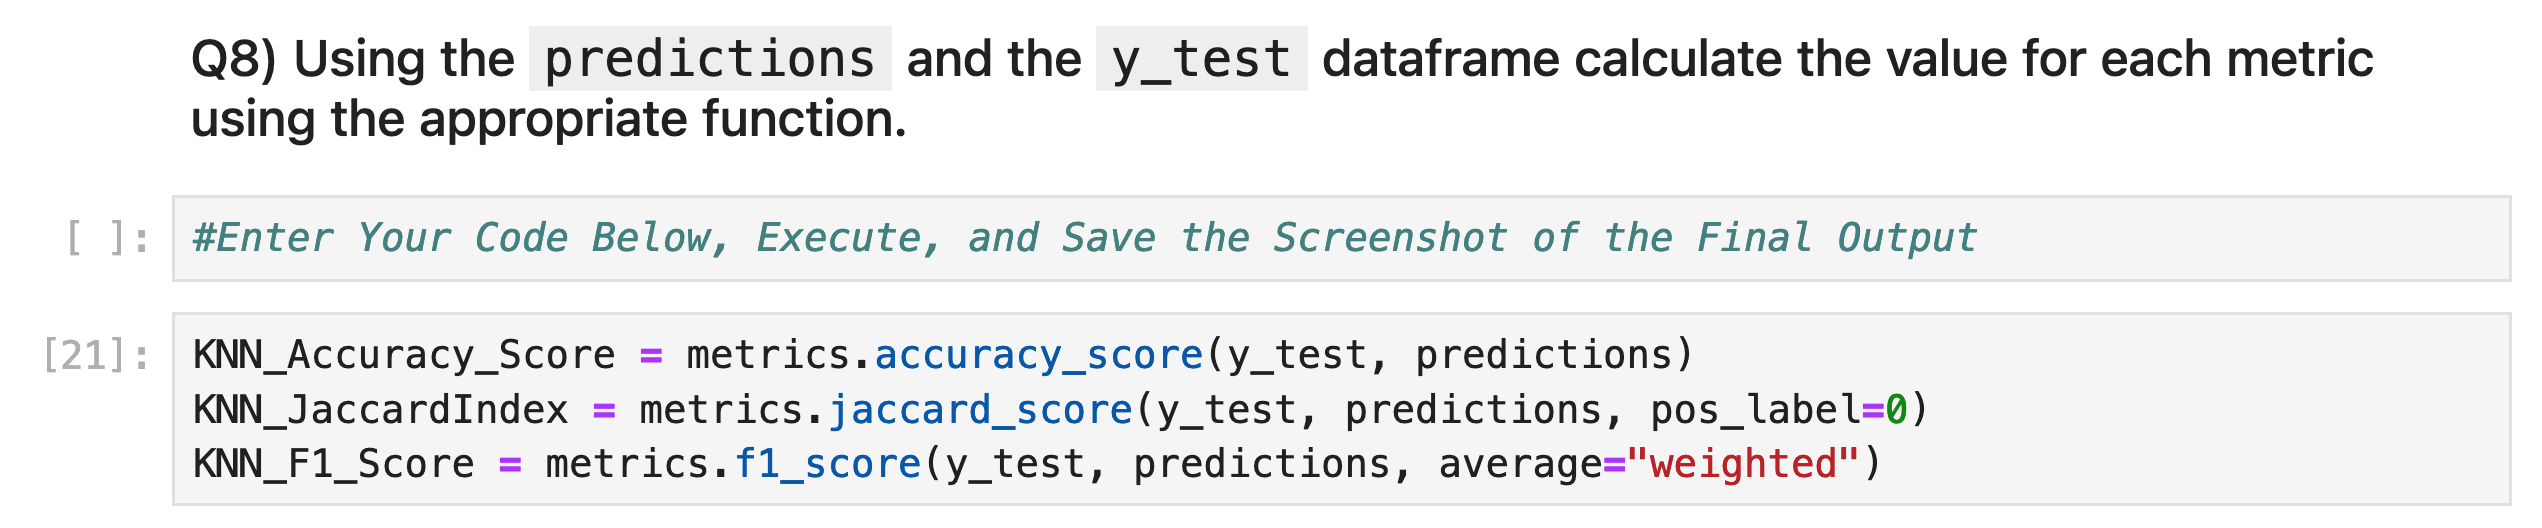 Q8) Using the predictions and the y_test dataframe calculate the value for each metric
using the appropriate function.
[ ]: #Enter Your Code Below, Execute, and Save the Screenshot of the Final Output
[21]: KNN_Accuracy_Score = metrics.accuracy_score(y_test, predictions)
KNN_JaccardIndex = metrics.jaccard_score(y_test, predictions, pos_label=0)
KNN_F1_Score = metrics.f1_score(y_test, predictions, average="weighted")